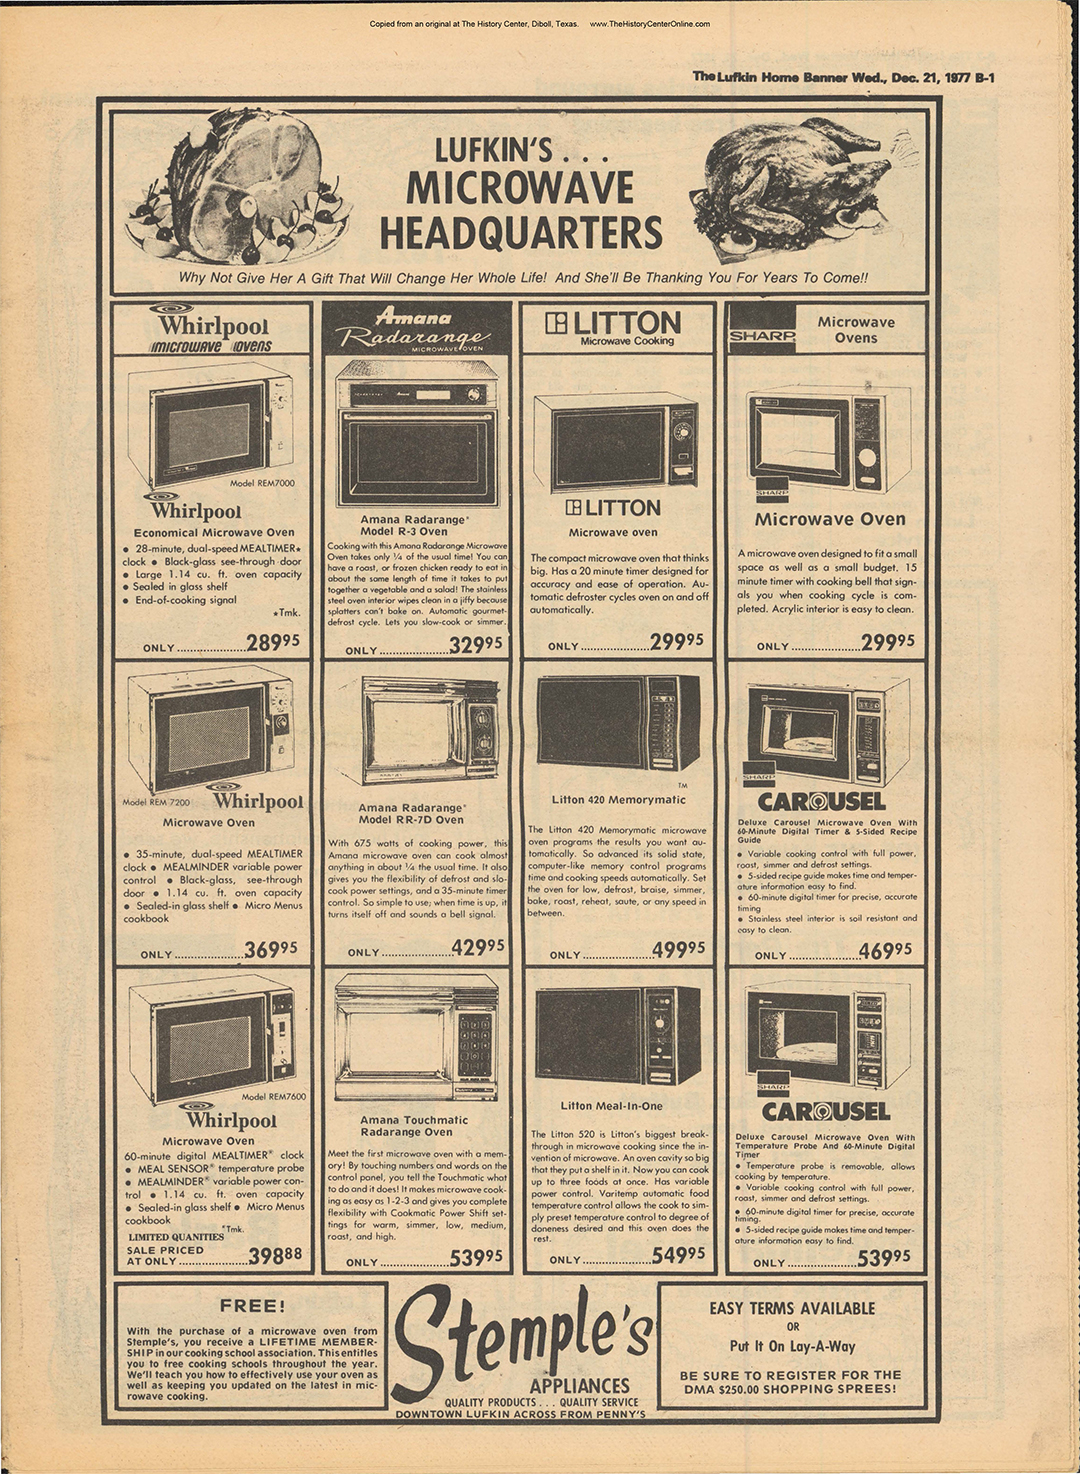 Copied from an original at The History Center, Diboll, Texas. www.TheHistoryCenterOnline.com
The Lufkin Home Banner Wed., Dec. 21, 1977 B-1
LUFKIN'S . . .
MICROWAVE
HEADQUARTERS
Why Not Give Her A Gift That Will Change Her Whole Life! And She'll Be Thanking You For Years To Come!!
Whirlpool
microwave ovens
Model REM7000
Whirlpool
Economical Microwave Oven
● 28-minute, dual-speed MEALTIMER★
clock ● Black-glass see-through door
● Large 1.14 cu. ft. oven capacity
● Sealed in glass shelf
● End-of-cooking signal
★Tmk.
ONLY ....................28995
Amana
Radarange
MICROWAVE OVEN
Amana Radarange*
Model R-3 Oven
Cooking with this Amana Radarange Microwave
Oven takes only ¼ of the usual time! You can
have a roast, or frozen chicken ready to eat in
about the same length of time it takes to put
together a vegetable and a salad! The stainless
steel oven interior wipes clean in a jiffy because
splatters can't bake on. Automatic gourmet-
defrost cycle. Lets you slow-cook or simmer.
ONLY ....................32995
LITTON
Microwave Cooking
LITTON
Microwave oven
The compact microwave oven that thinks
big. Has a 20 minute timer designed for
accuracy and ease of operation. Au-
tomatic defroster cycles oven on and off
automatically.
ONLY ....................29995
SHARP
Microwave
Ovens
SHARP
Microwave Oven
A microwave oven designed to fit a small
space as well as a small budget. 15
minute timer with cooking bell that sign-
als you when cooking cycle is com-
pleted. Acrylic interior is easy to clean.
ONLY ....................29995
Model REM 7200
Whirlpool
Microwave Oven
● 35-minute, dual-speed MEALTIMER
clock ● MEALMINDER variable power
control ● Black-glass, see-through
door ● 1.14 cu. ft. oven capacity
● Sealed-in glass shelf ● Micro Menus
cookbook
ONLY ....................36995
Amana Radarange*
Model RR-7D Oven
With 675 watts of cooking power, this
Amana microwave oven can cook almost
anything in about ¼ the usual time. It also
gives you the flexibility of defrost and slo-
cook power settings, and a 35-minute timer
control. So simple to use; when time is up, it
turns itself off and sounds a bell signal.
ONLY ....................42995
TM
Litton 420 Memorymatic
The Litton 420 Memorymatic microwave
oven programs the results you want au-
tomatically. So advanced its solid state,
computer-like memory control programs
time and cooking speeds automatically. Set
the oven for low, defrost, braise, simmer,
bake, roast, reheat, saute, or any speed in
between.
ONLY ....................49995
SHARP
CAROUSEL
Deluxe Carousel Microwave Oven With
60-Minute Digital Timer & 5-Sided Recipe
Guide
● Variable cooking control with full power,
roast, simmer and defrost settings.
● 5-sided recipe guide makes time and temper-
ature information easy to find.
● 60-minute digital timer for precise, accurate
timing
● Stainless steel interior is soil resistant and
easy to clean.
ONLY ....................46995
Model REM7600
Whirlpool
Microwave Oven
60-minute digital MEALTIMER® clock
● MEAL SENSOR® temperature probe
● MEALMINDER® variable power con-
trol ● 1.14 cu. ft. oven capacity
● Sealed-in glass shelf ● Micro Menus
cookbook
*Tmk.
LIMITED QUANTITIES
SALE PRICED
AT ONLY ....................39888
Amana Touchmatic
Radarange Oven
Meet the first microwave oven with a mem-
ory! By touching numbers and words on the
control panel, you tell the Touchmatic what
to do and it does! It makes microwave cook-
ing as easy as 1-2-3 and gives you complete
flexibility with Cookmatic Power Shift set-
tings for warm, simmer, low, medium,
roast, and high.
ONLY ....................53995
Litton Meal-In-One
The Litton 520 is Litton's biggest break-
through in microwave cooking since the in-
vention of microwave. An oven cavity so big
that they put a shelf in it. Now you can cook
up to three foods at once. Has variable
power control. Varitemp automatic food
temperature control allows the cook to sim-
ply preset temperature control to degree of
doneness desired and this oven does the
rest.
ONLY ....................54995
SHARP
CAROUSEL
Deluxe Carousel Microwave Oven With
Temperature Probe And 60-Minute Digital
Timer
● Temperature probe is removable, allows
cooking by temperature.
● Variable cooking control with full power,
roast, simmer and defrost settings.
● 60-minute digital timer for precise, accurate
timing.
● 5-sided recipe guide makes time and temper-
ature information easy to find.
ONLY ....................53995
FREE!
With the purchase of a microwave oven from
Stemple's, you receive a LIFETIME MEMBER-
SHIP in our cooking school association. This entitles
you to free cooking schools throughout the year.
We'll teach you how to effectively use your oven as
well as keeping you updated on the latest in mic-
rowave cooking.
Stemple's
APPLIANCES
QUALITY PRODUCTS . . . QUALITY SERVICE
DOWNTOWN LUFKIN ACROSS FROM PENNY'S
EASY TERMS AVAILABLE
OR
Put It On Lay-A-Way
BE SURE TO REGISTER FOR THE
DMA $250.00 SHOPPING SPREES!